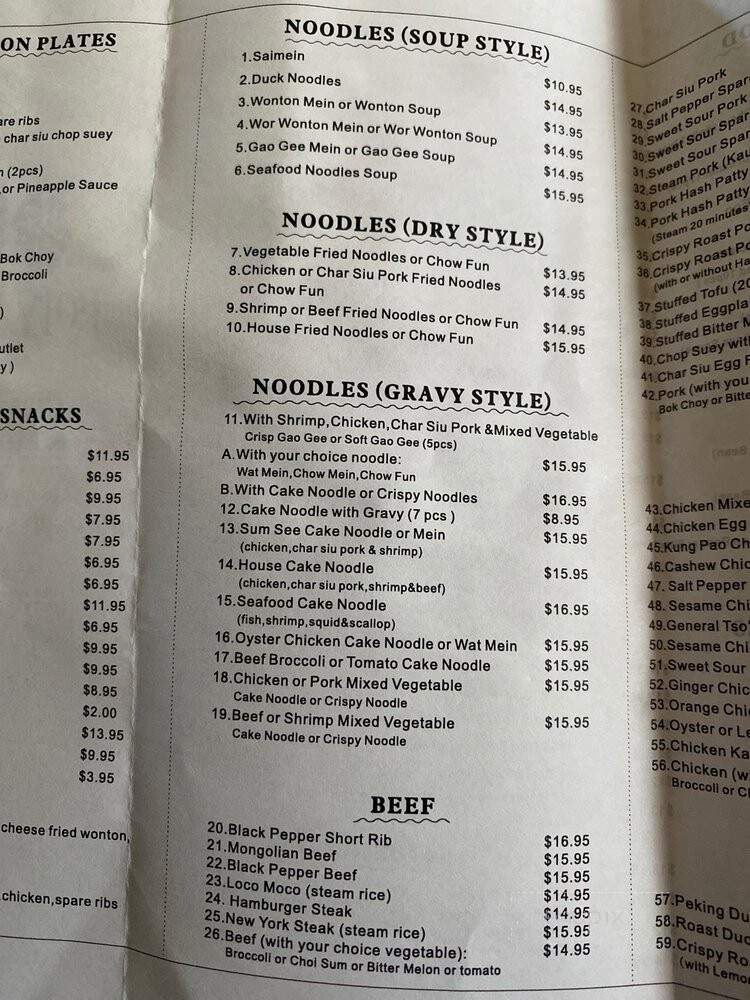 ON PLATES
are ribs
char siu chop suey
(2pcs)
,or Pineapple Sauce
Bok Choy
Broccoli
)
utlet
y )
SNACKS
$11.95
$6.95
$9.95
$7.95
$7.95
$6.95
$6.95
$11.95
$6.95
$9.95
$9.95
$8.95
$2.00
$13.95
$9.95
$3.95
cheese fried wonton,
chicken,spare ribs
NOODLES (SOUP STYLE)
1.Saimein $10.95
2.Duck Noodles $14.95
3.Wonton Mein or Wonton Soup $13.95
4.Wor Wonton Mein or Wor Wonton Soup $14.95
5.Gao Gee Mein or Gao Gee Soup $14.95
6.Seafood Noodles Soup $15.95
NOODLES (DRY STYLE)
7.Vegetable Fried Noodles or Chow Fun $13.95
8.Chicken or Char Siu Pork Fried Noodles $14.95
or Chow Fun
9.Shrimp or Beef Fried Noodles or Chow Fun $14.95
10.House Fried Noodles or Chow Fun $15.95
NOODLES (GRAVY STYLE)
11.With Shrimp,Chicken,Char Siu Pork &Mixed Vegetable
Crisp Gao Gee or Soft Gao Gee (5pcs)
A.With your choice noodle: $15.95
Wat Mein,Chow Mein,Chow Fun
B.With Cake Noodle or Crispy Noodles $16.95
12.Cake Noodle with Gravy (7 pcs ) $8.95
13.Sum See Cake Noodle or Mein $15.95
(chicken,char siu pork & shrimp)
14.House Cake Noodle $15.95
(chicken,char siu pork,shrimp&beef)
15.Seafood Cake Noodle $16.95
(fish,shrimp,squid&scallop)
16.Oyster Chicken Cake Noodle or Wat Mein $15.95
17.Beef Broccoli or Tomato Cake Noodle $15.95
18.Chicken or Pork Mixed Vegetable $15.95
Cake Noodle or Crispy Noodle
19.Beef or Shrimp Mixed Vegetable $15.95
Cake Noodle or Crispy Noodle
BEEF
20.Black Pepper Short Rib $16.95
21.Mongolian Beef $15.95
22.Black Pepper Beef $15.95
23.Loco Moco (steam rice) $14.95
24. Hamburger Steak $14.95
25.New York Steak (steam rice) $15.95
26.Beef (with your choice vegetable): $14.95
Broccoli or Choi Sum or Bitter Melon or tomato
27.Char Siu Pork
28.Salt Pepper Spar
29.Sweet Sour Pork
30.Sweet Sour Spar
31.Sweet Sour Spa
32.Steam Pork (Kau
33.Pork Hash Patty
34.Pork Hash Patty
(Steam 20 minutes
35.Crispy Roast Po
36.Crispy Roast Po
(with or without Ha
37.Stuffed Tofu (20
38.Stuffed Eggpla
39.Stuffed Bitter M
40.Chop Suey wit
41.Char Siu Egg F
42.Pork (with you
Bok Choy or Bitte
43.Chicken Mixe
44.Chicken Egg
45.Kung Pao Ch
46.Cashew Chic
47. Salt Pepper
48. Sesame Chi
49.General Tso'
50.Sesame Chi
51.Sweet Sour
52.Ginger Chic
53.Orange Chi
54.Oyster or Le
55.Chicken Ka
56.Chicken (w
Broccoli or Ch
57.Peking Du
58.Roast Duc
59.Crispy Ro
(with Lemo